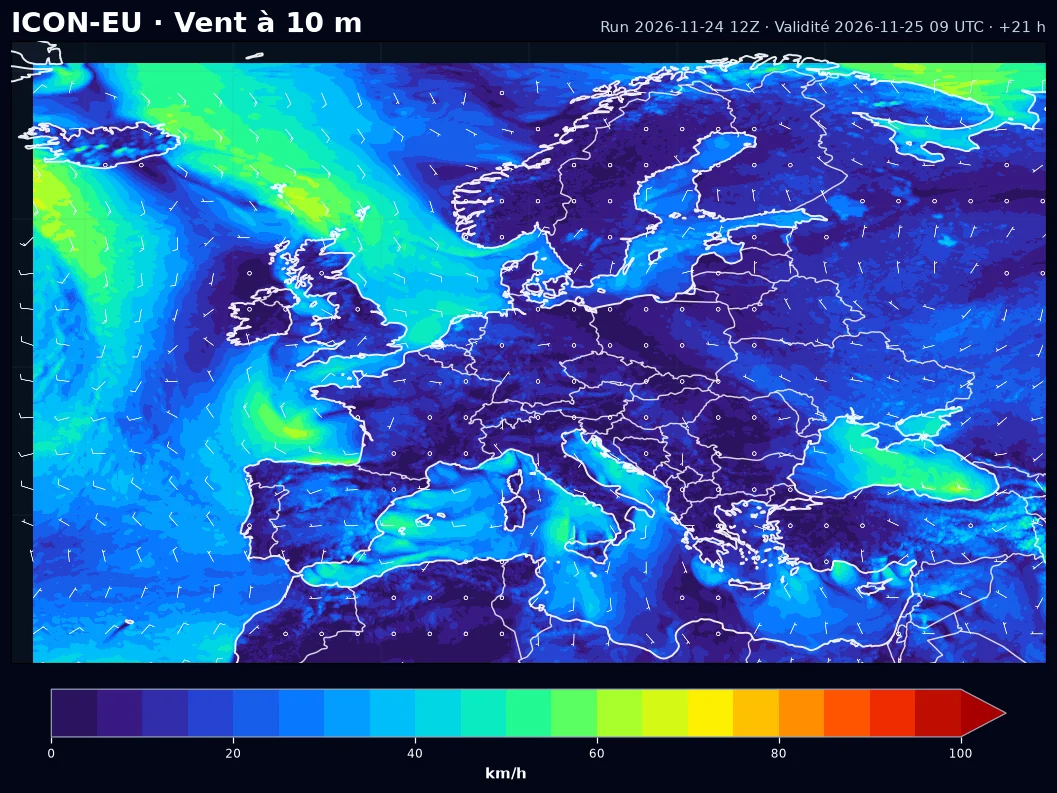 ICON-EU · Vent à 10 m
Run 2026-11-24 12Z · Validité 2026-11-25 09 UTC · +21 h
0 20 40 60 80 100
km/h